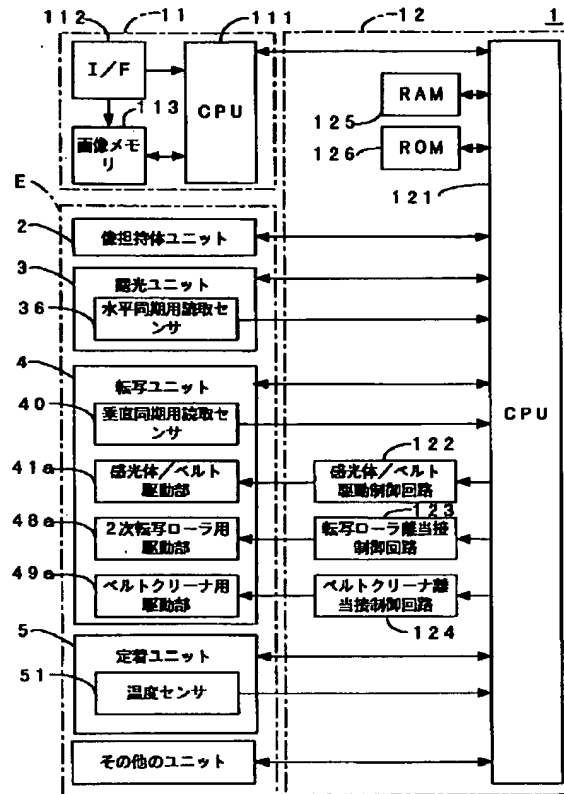 112
11
111
12
1
I/F
113
CPU
画像メモ
リ
RAM
125
ROM
126
121
E
2
像担持体ユニット
3
露光ユニット
36
水平同期用読取セ
ンサ
4
転写ユニット
40
垂直同期用読取セ
ンサ
CPU
122
41a
感光体/ベルト
駆動部
感光体/ベルト
駆動制御回路
123
48a
2次転写ローラ用
駆動部
転写ローラ離当接
制御回路
49a
ベルトクリーナ用
駆動部
ベルトクリーナ離
当接制御回路
124
5
定着ユニット
51
温度センサ
その他のユニット